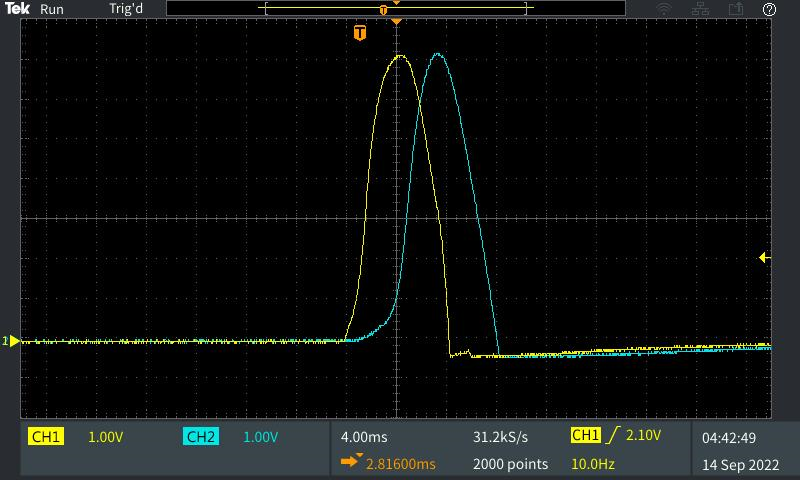 Tek Run Trig'd
T
T
1
CH1 1.00V CH2 1.00V 4.00ms 31.2kS/s CH1 2.10V 04:42:49
2.81600ms 2000 points 10.0Hz 14 Sep 2022